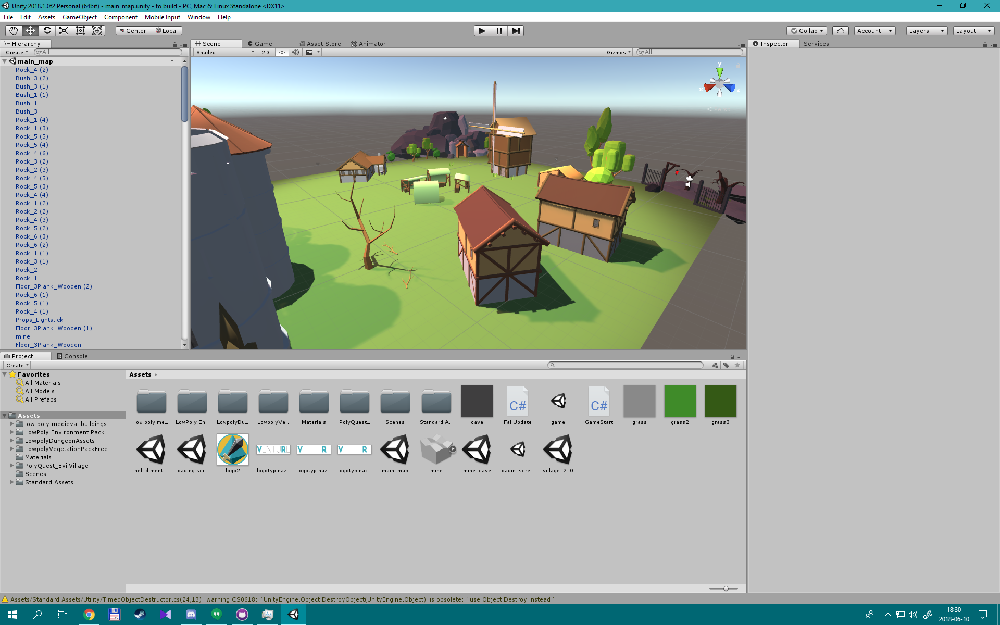 Unity 2018.1.0f2 Personal (64bit) - main_map.unity - to build - PC, Mac & Linux Standalone <DX11>
File Edit Assets GameObject Component Mobile Input Window Help
Center Local Collab Account Layers Layout
Hierarchy
Create All
main_map
Rock_4 (2)
Bush_3 (2)
Bush_3 (1)
Bush_1 (1)
Bush_1
Bush_3
Rock_1 (4)
Rock_1 (3)
Rock_5 (5)
Rock_5 (4)
Rock_4 (6)
Rock_3 (2)
Rock_2 (3)
Rock_4 (5)
Rock_5 (3)
Rock_4 (4)
Rock_1 (2)
Rock_2 (2)
Rock_4 (3)
Rock_5 (2)
Rock_6 (3)
Rock_6 (2)
Rock_1 (1)
Rock_3 (1)
Rock_2
Rock_1
Floor_3Plank_Wooden (2)
Rock_6 (1)
Rock_5 (1)
Rock_4 (1)
Props_Lightstick
Floor_3Plank_Wooden (1)
mine
Floor_3Plank_Wooden
Scene Game Asset Store Animator
Shaded 2D Gizmos All
y
x z
Persp
Inspector Services
Project Console
Create
Favorites
All Materials
All Models
All Prefabs
Assets
low poly medieval buildings
LowPoly Environment Pack
LowpolyDungeonAssets
LowpolyVegetationPackFree
Materials
PolyQuest_EvilVillage
Scenes
Standard Assets
Assets
C# C#
low poly me... LowPoly En... LowpolyDu... LowpolyVe... Materials PolyQuest... Scenes Standard A... cave FallUpdate game GameStart grass grass2 grass3
VENTURE V R V R
hell dimenti... loading scr... logo2 logotyp naz... logotyp naz... logotyp naz... main_map mine mine_cave oadin_scre... village_2_0
Assets/Standard Assets/Utility/TimedObjectDestructor.cs(24,13): warning CS0618: `UnityEngine.Object.DestroyObject(UnityEngine.Object)' is obsolete: `use Object.Destroy instead.'
18:30
2018-06-10